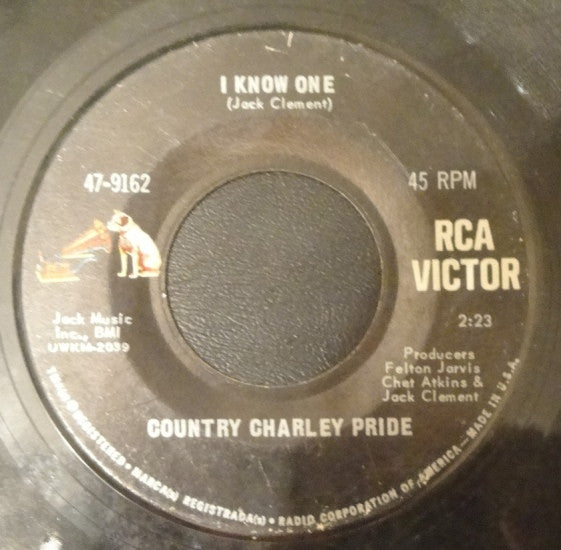 I KNOW ONE
(Jack Clement)
47-9162
45 RPM
RCA
VICTOR
Jack Music
Inc., BMI
UWKM-2039
2:23
Producers
Felton Jarvis
Chet Atkins &
Jack Clement
COUNTRY CHARLEY PRIDE
TMK(s) ® REGISTERED • MARCA(s) REGISTRADA(s) • RADIO CORPORATION OF AMERICA—MADE IN U.S.A.